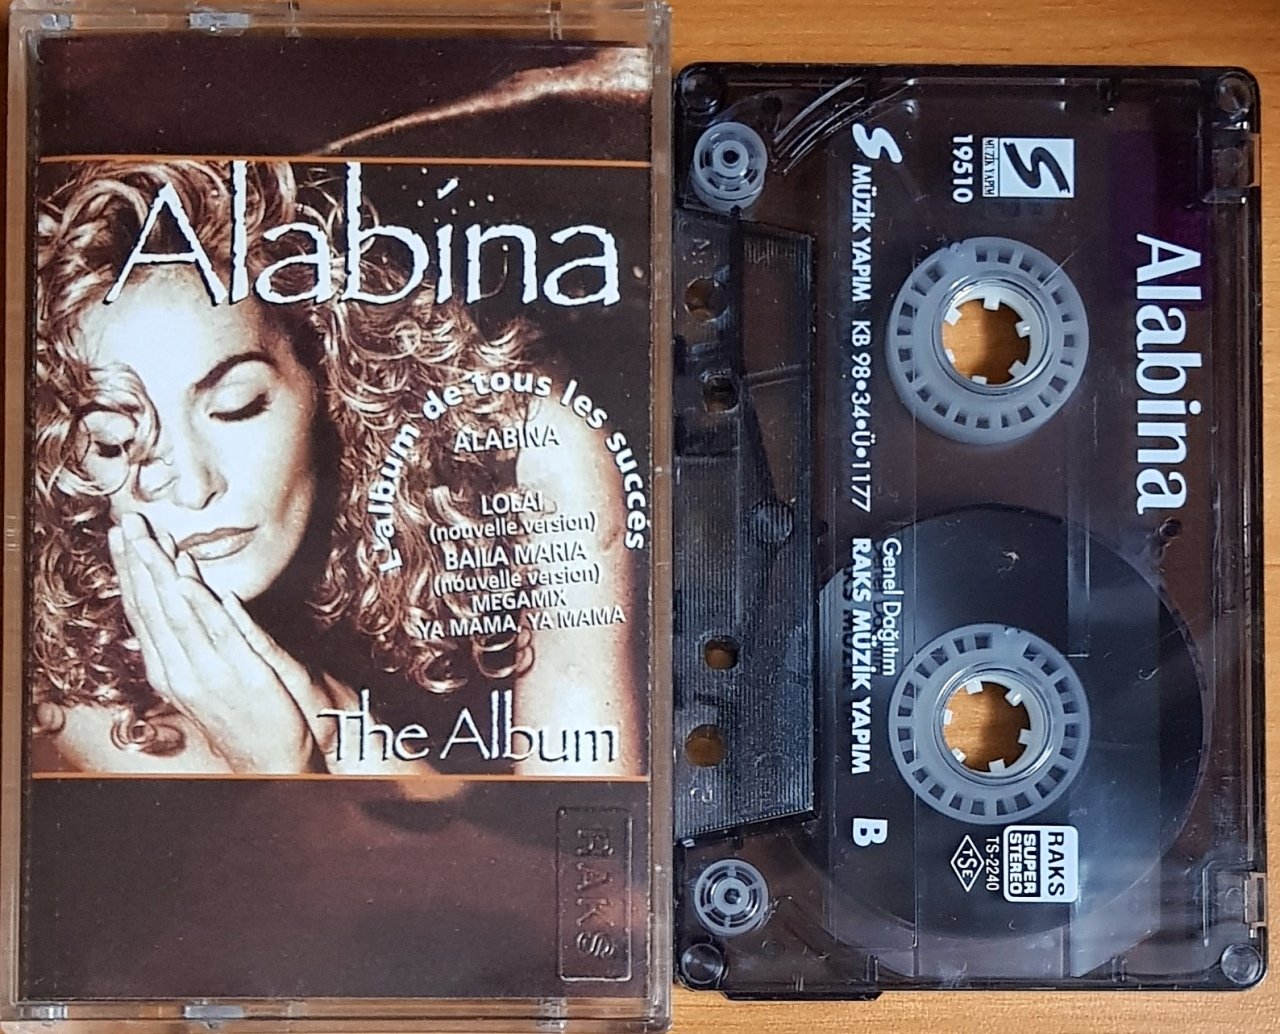 Alabina
L'album de tous les succès
ALABINA
LOLAI
(nouvelle version)
BAILA MARIA
(nouvelle version)
MEGAMIX
YA MAMA, YA MAMA
The Album
RAKS
Alabina
S
MÜZİK YAPIM
19510
S MÜZİK YAPIM KB 98•34•Ü•1177
Genel Dağıtım
RAKS MÜZİK YAPIM
B
RAKS
SUPER
STEREO
TS-2240
TSE